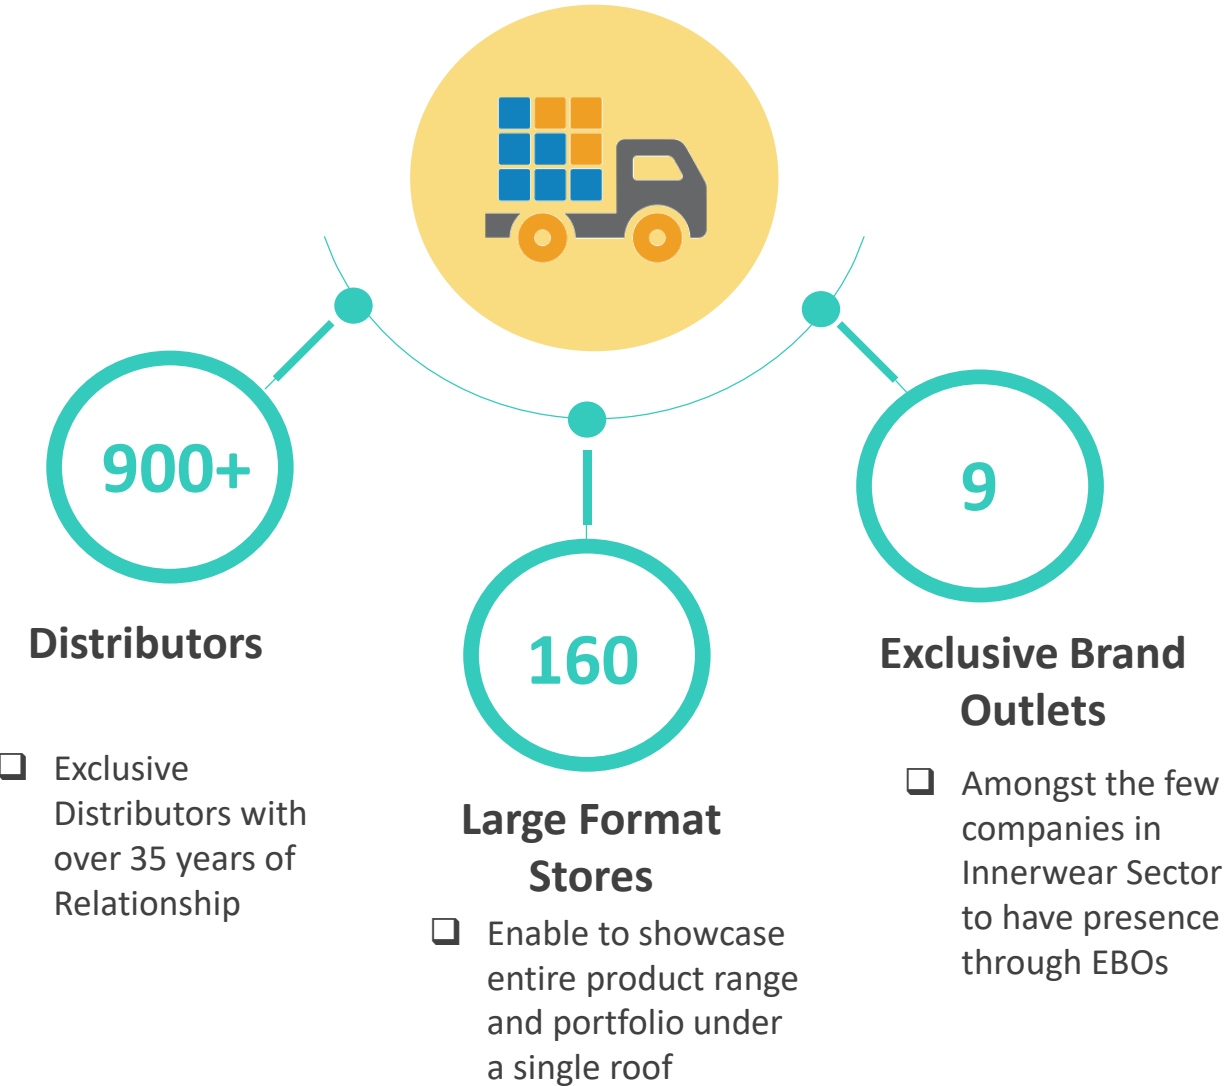 900+
Distributors
❑ Exclusive
Distributors with
over 35 years of
Relationship
160
Large Format
Stores
❑ Enable to showcase
entire product range
and portfolio under
a single roof
9
Exclusive Brand
Outlets
❑ Amongst the few
companies in
Innerwear Sector
to have presence
through EBOs